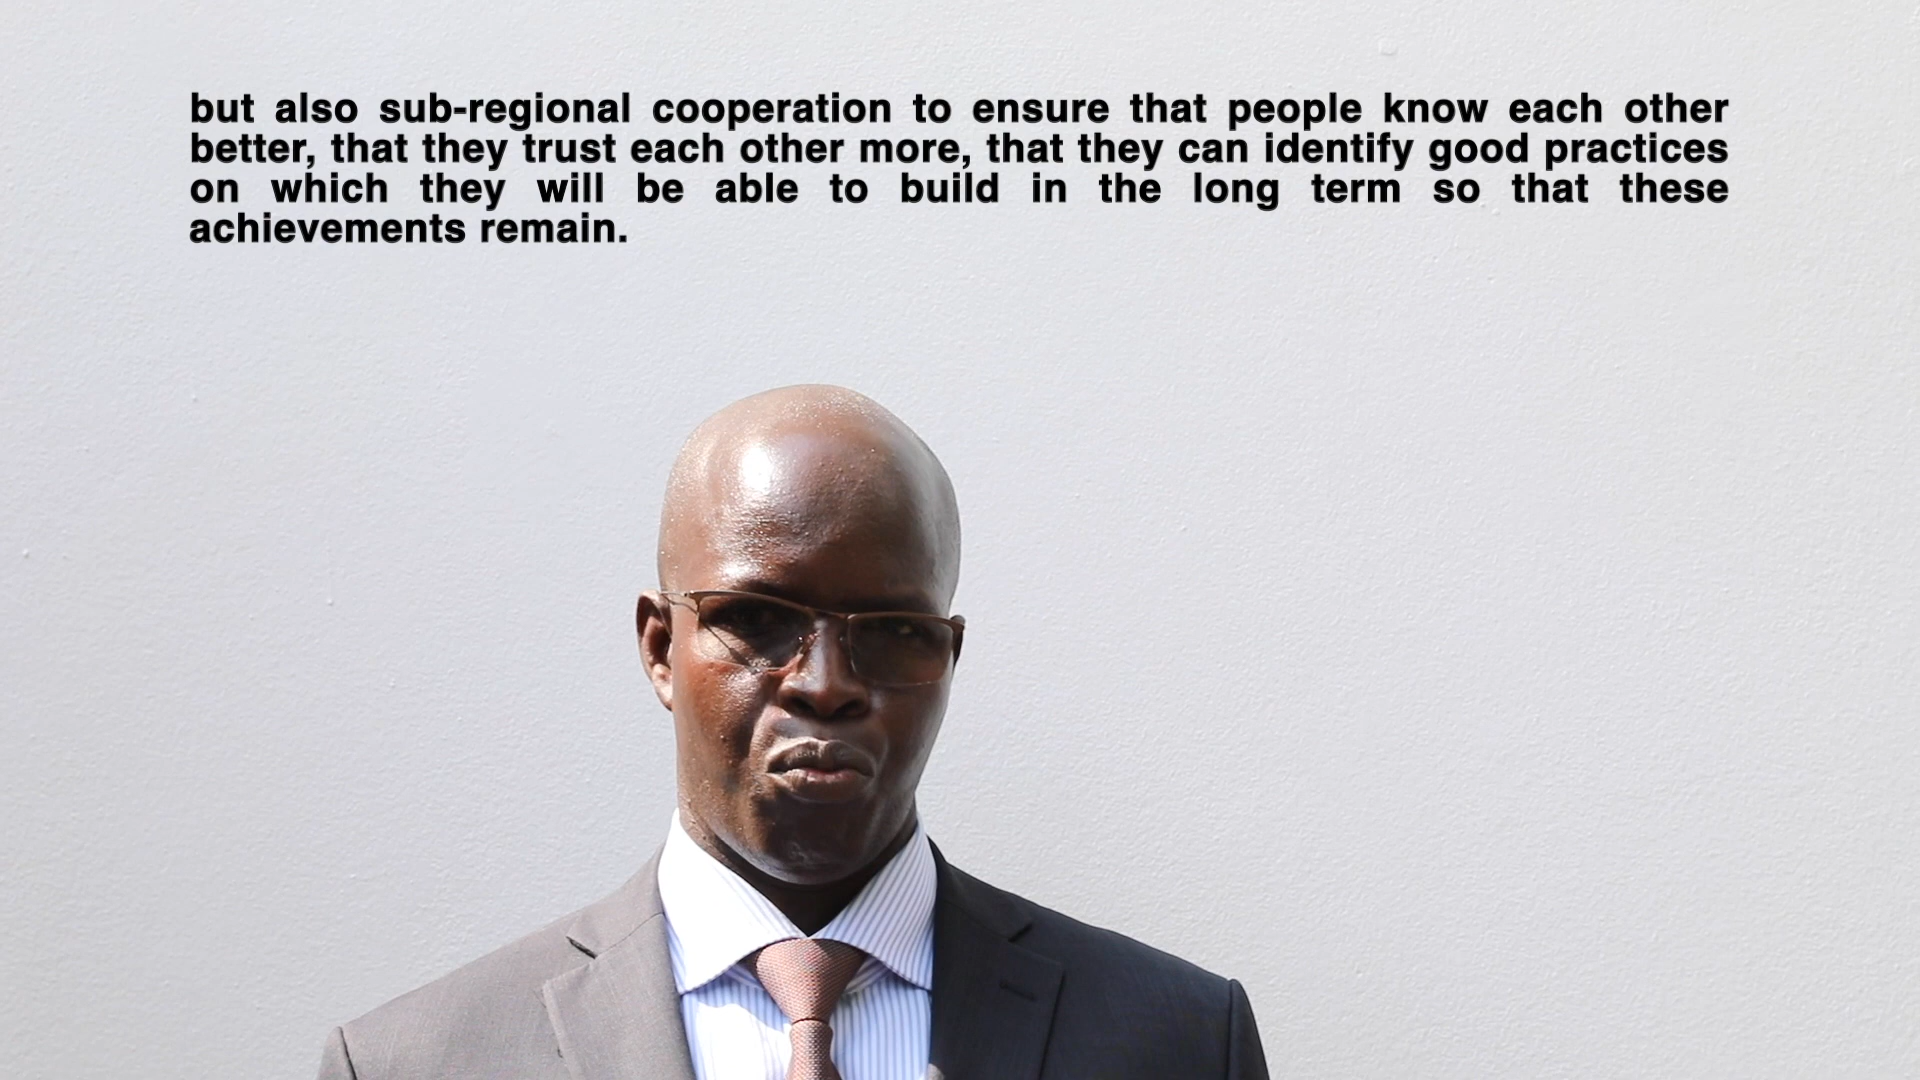 but also sub-regional cooperation to ensure that people know each other
better, that they trust each other more, that they can identify good practices
on which they will be able to build in the long term so that these
achievements remain.